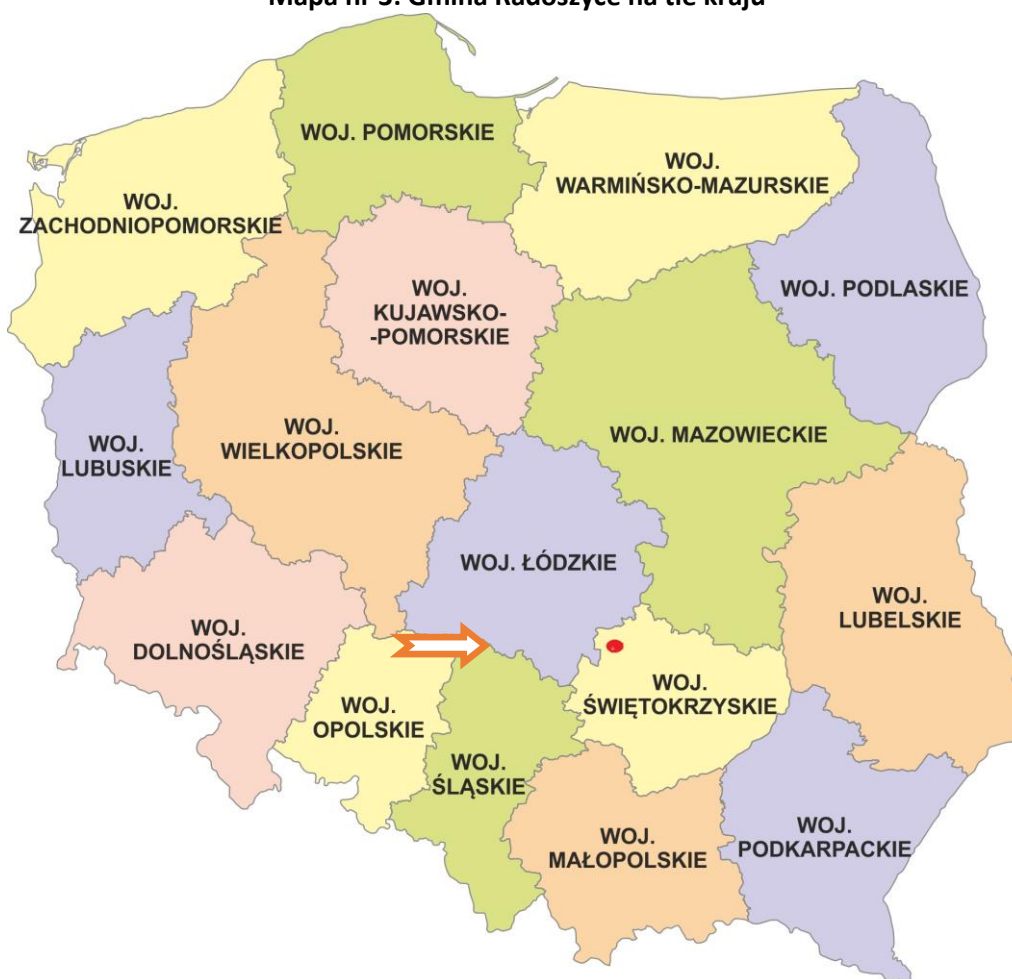 Mapa nr 3. Gmina Radoszyce na tle kraju
WOJ. POMORSKIE
WOJ.
WARMIŃSKO-MAZURSKIE
WOJ.
ZACHODNIOPOMORSKIE
WOJ.
KUJAWSKO-
-POMORSKIE
WOJ. PODLASKIE
WOJ.
LUBUSKIE
WOJ.
WIELKOPOLSKIE
WOJ. MAZOWIECKIE
WOJ. ŁÓDZKIE
WOJ.
LUBELSKIE
WOJ.
DOLNOŚLĄSKIE
WOJ.
OPOLSKIE
WOJ.
ŚWIĘTOKRZYSKIE
WOJ.
ŚLĄSKIE
WOJ.
MAŁOPOLSKIE
WOJ.
PODKARPACKIE